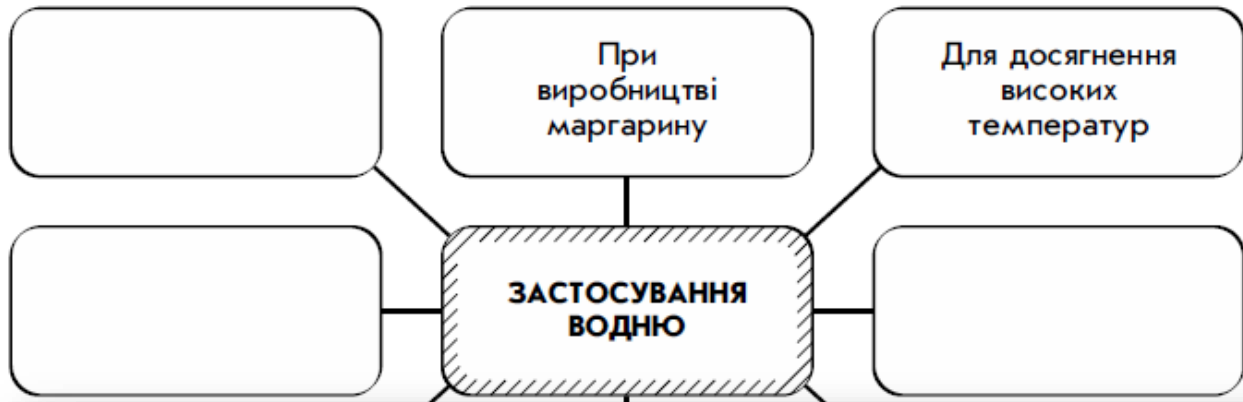 При
виробництві
маргарину
Для досягнення
високих
температур
ЗАСТОСУВАННЯ
ВОДНЮ